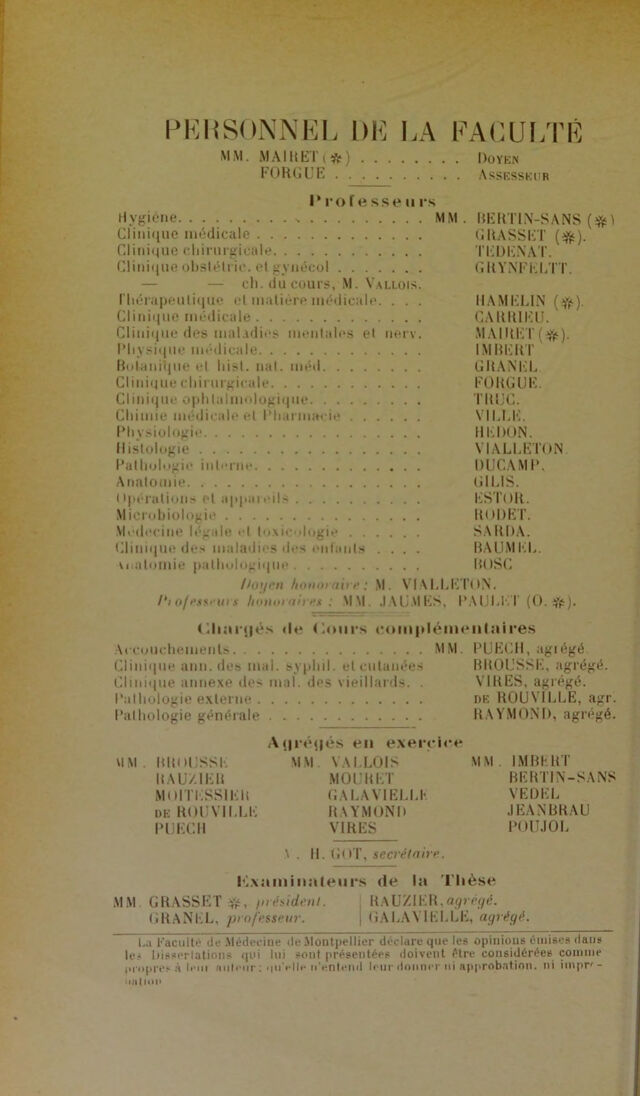 PERSONNEL DE LA FACULTÉ
MM. MAIRET (✻) . . . . . . . . DOYEN
FORGUE . . . . . . . . . . ASSESSEUR
Professeurs
Hygiène. . . . . . . . . . . . . . . . . . MM. BERTIN-SANS (✻)
Clinique médicale . . . . . . . . . . . . GRASSET (✻).
Clinique chirurgicale. . . . . . . . . . . TEDENAT.
Clinique obstétric. et gynécol . . . . . . . GRYNFELTT.
— — ch. du cours, M. VALLOIS.
Thérapeutique et matière médicale. . . . HAMELIN (✻).
Clinique médicale . . . . . . . . . . . . CARRIEU.
Clinique des maladies mentales et nerv. MAIRET (✻).
Physique médicale. . . . . . . . . . . . IMBERT
Botanique et hist. nat. méd. . . . . . . . GRANEL
Clinique chirurgicale. . . . . . . . . . . FORGUE.
Clinique ophtalmologique. . . . . . . . . TRUC.
Chimie médicale et Pharmacie . . . . . . VILLE.
Physiologie. . . . . . . . . . . . . . . . HEDON.
Histologie . . . . . . . . . . . . . . . . VIALLETON
Pathologie interne. . . . . . . . . . . . DUCAMP.
Anatomie. . . . . . . . . . . . . . . . . GILIS.
Opérations et appareils . . . . . . . . . . ESTOR.
Microbiologie . . . . . . . . . . . . . . RODET.
Médecine légale et toxicologie . . . . . . SARDA.
Clinique des maladies des enfants . . . . BAUMEL.
Anatomie pathologique . . . . . . . . . . BOSC
Doyen honoraire : M. VIALLETON.
Professeurs honoraires : MM. JAUMES, PAULET (O. ✻).
Chargés de Cours complémentaires
Accouchements. . . . . . . . . . . . . . . MM. PUECH, agrégé.
Clinique ann. des mal. syphil. et cutanées BROUSSE, agrégé.
Clinique annexe des mal. des vieillards. . VIRES, agrégé.
Pathologie externe . . . . . . . . . . . . DE ROUVILLE, agr.
Pathologie générale . . . . . . . . . . . RAYMOND, agrégé.
Agrégés en exercice
MM. BROUSSE MM. VALLOIS MM. IMBERT
RAUZIER MOURET BERTIN-SANS
MOITESSIER GALAVIELLE VEDEL
DE ROUVILLE RAYMOND JEANBRAU
PUECH VIRES POUJOL
H. GOT, secrétaire.
Examinateurs de la Thèse
MM. GRASSET ✻, président. | RAUZIER, agrégé.
GRANEL, professeur. | GALAVIELLE, agrégé.
La Faculté de Médecine de Montpellier déclare que les opinions émises dans
les Dissertations qui lui sont présentées doivent être considérées comme
propres à leur auteur; qu'elle n'entend leur donner ni approbation, ni impr-